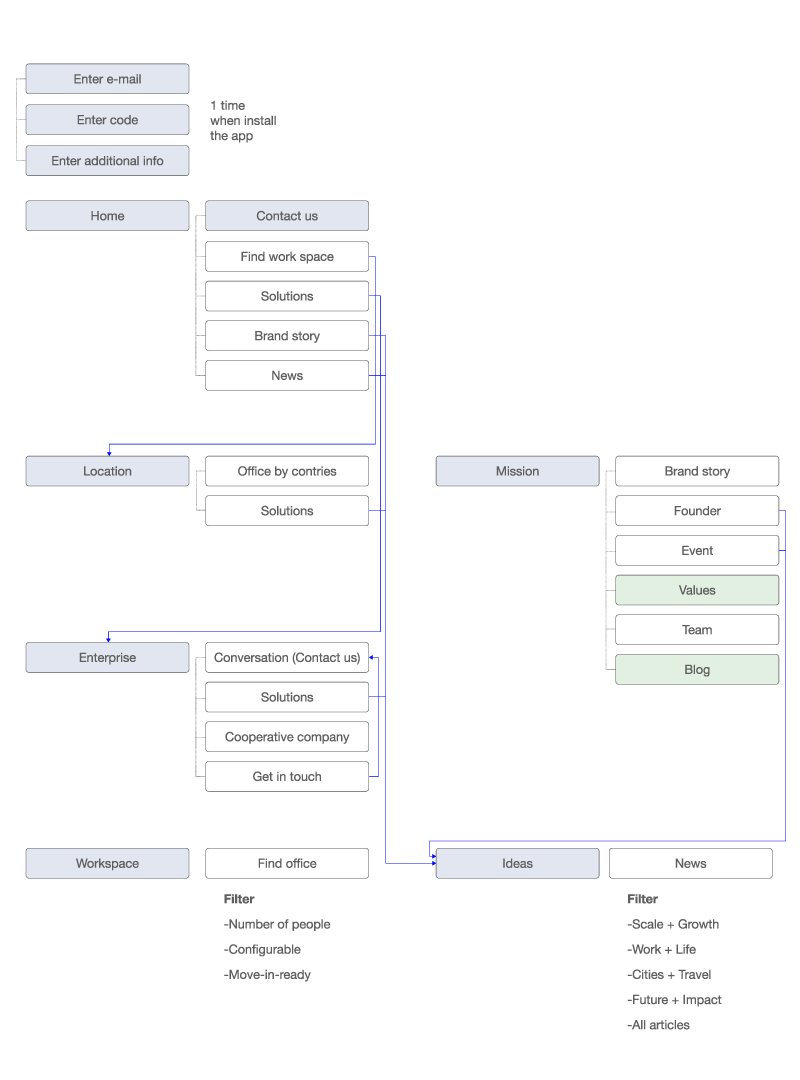 Enter e-mail
Enter code
Enter additional info
1 time
when install
the app
Home
Contact us
Find work space
Solutions
Brand story
News
Location
Office by contries
Solutions
Mission
Brand story
Founder
Event
Values
Team
Blog
Enterprise
Conversation (Contact us)
Solutions
Cooperative company
Get in touch
Workspace
Find office
Filter
-Number of people
-Configurable
-Move-in-ready
Ideas
News
Filter
-Scale + Growth
-Work + Life
-Cities + Travel
-Future + Impact
-All articles